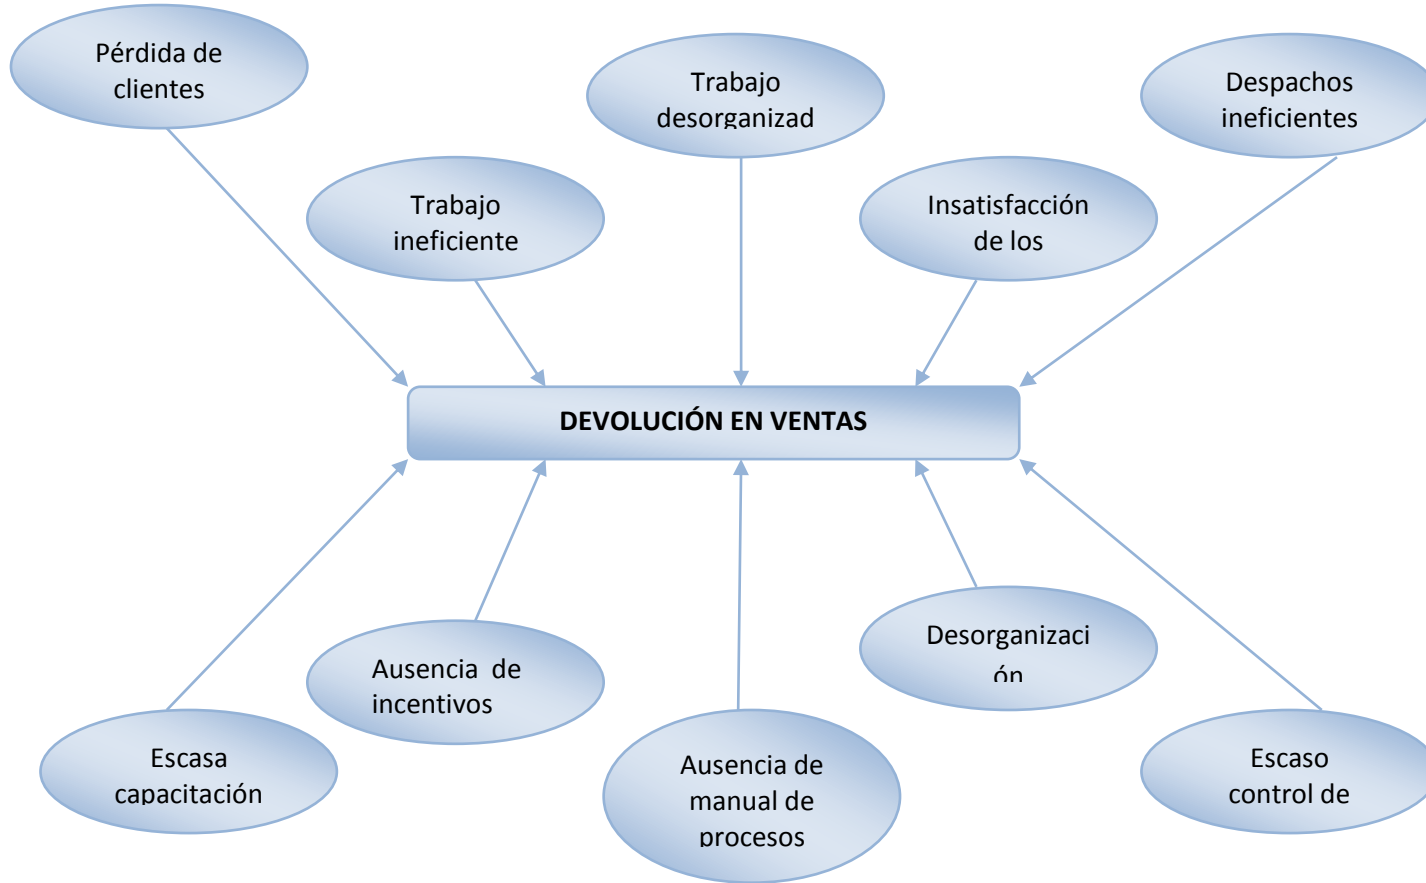 Pérdida de
clientes
Trabajo
desorganizad
Despachos
ineficientes
Trabajo
ineficiente
Insatisfacción
de los
DEVOLUCIÓN EN VENTAS
Ausencia  de
incentivos
Desorganizaci
ón
Escasa
capacitación
Ausencia de
manual de
procesos
Escaso
control de